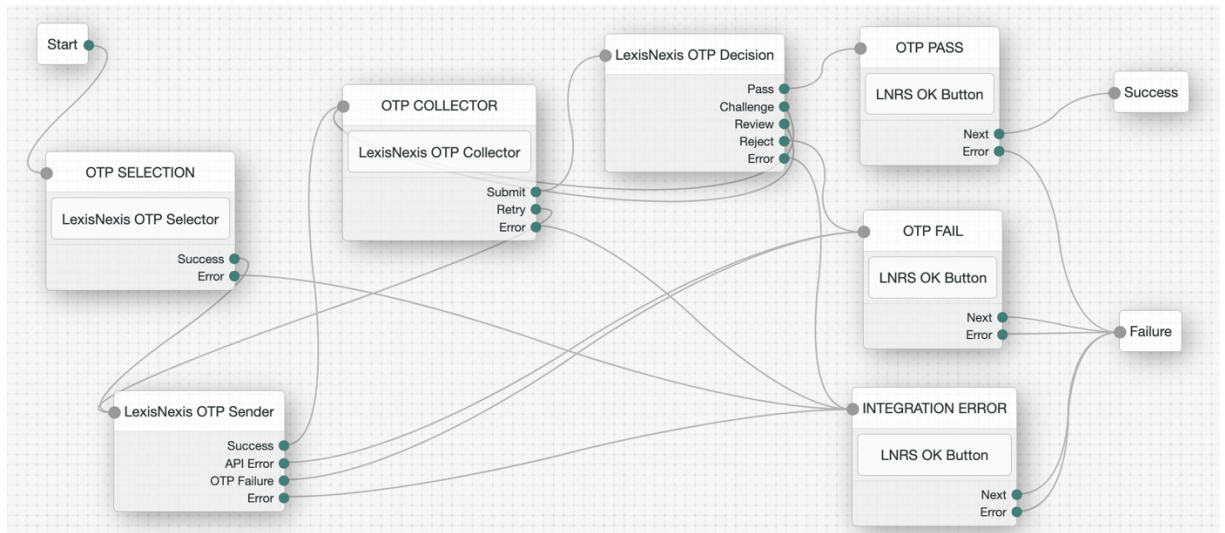 Start
OTP SELECTION
LexisNexis OTP Selector
Success
Error
LexisNexis OTP Sender
Success
API Error
OTP Failure
Error
OTP COLLECTOR
LexisNexis OTP Collector
Submit
Retry
Error
LexisNexis OTP Decision
Pass
Challenge
Review
Reject
Error
OTP PASS
LNRS OK Button
Next
Error
OTP FAIL
LNRS OK Button
Next
Error
INTEGRATION ERROR
LNRS OK Button
Next
Error
Success
Failure